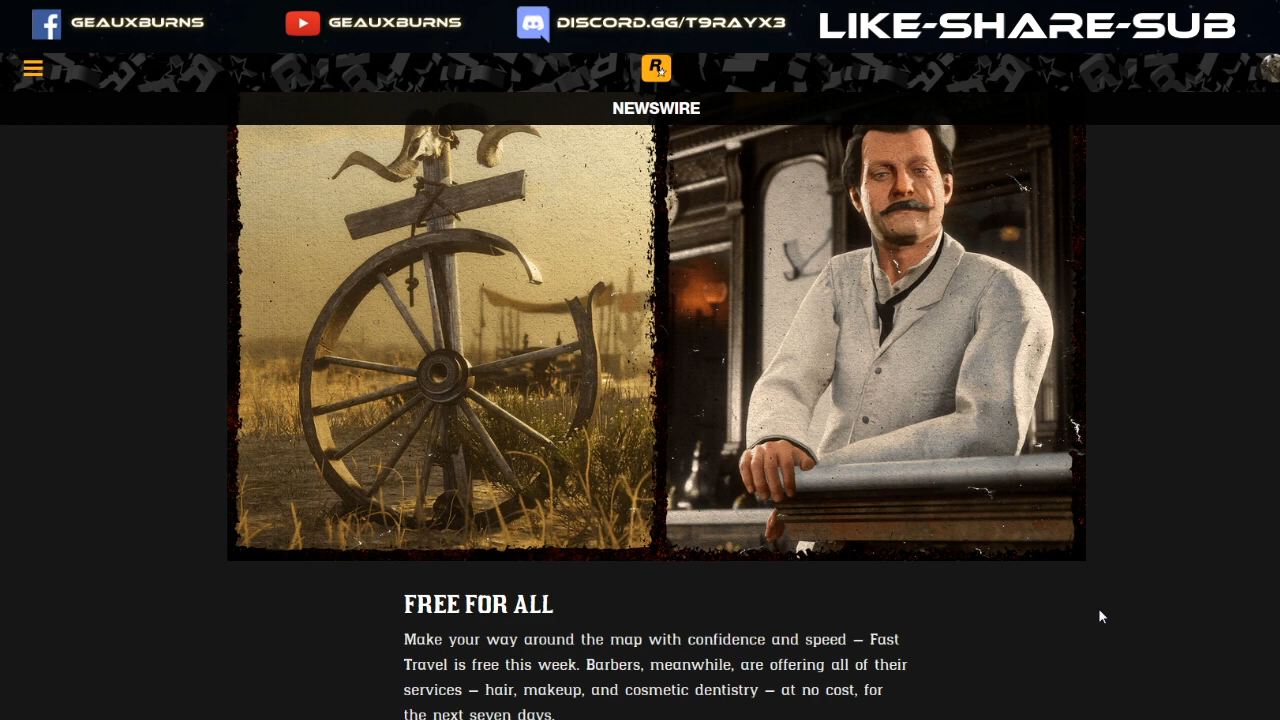 GEAUXBURNS GEAUXBURNS DISCORD.GG/T9RAYX3 LIKE-SHARE-SUB
R
NEWSWIRE
FREE FOR ALL
Make your way around the map with confidence and speed – Fast
Travel is free this week. Barbers, meanwhile, are offering all of their
services – hair, makeup, and cosmetic dentistry – at no cost, for
the next seven days.